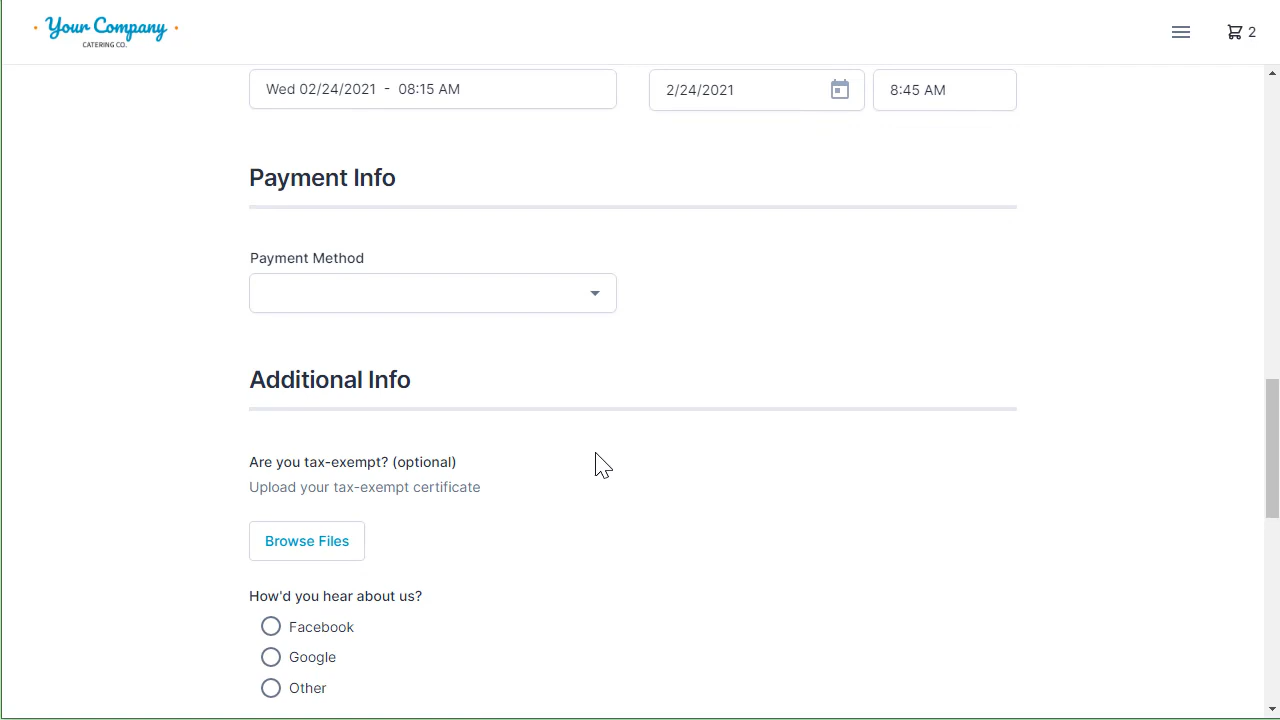 Your Company
CATERING CO.
2
Wed 02/24/2021 - 08:15 AM
2/24/2021
8:45 AM
Payment Info
Payment Method
Additional Info
Are you tax-exempt? (optional)
Upload your tax-exempt certificate
Browse Files
How'd you hear about us?
Facebook
Google
Other